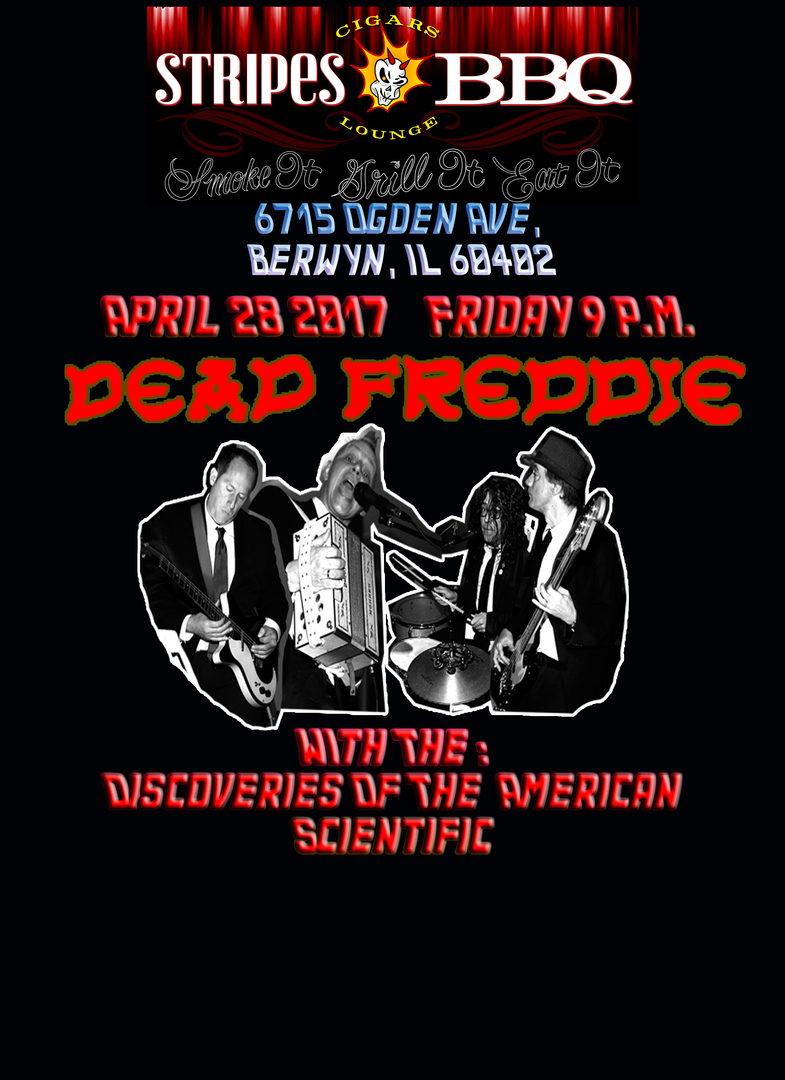 CIGARS
STRIPES BBQ
LOUNGE
Smoke It Grill It Eat It
6715 OGDEN AVE,
BERWYN, IL 60402
APRIL 28 2017 FRIDAY 9 P.M.
DEAD FREDDIE
WITH THE :
DISCOVERIES OF THE AMERICAN
SCIENTIFIC